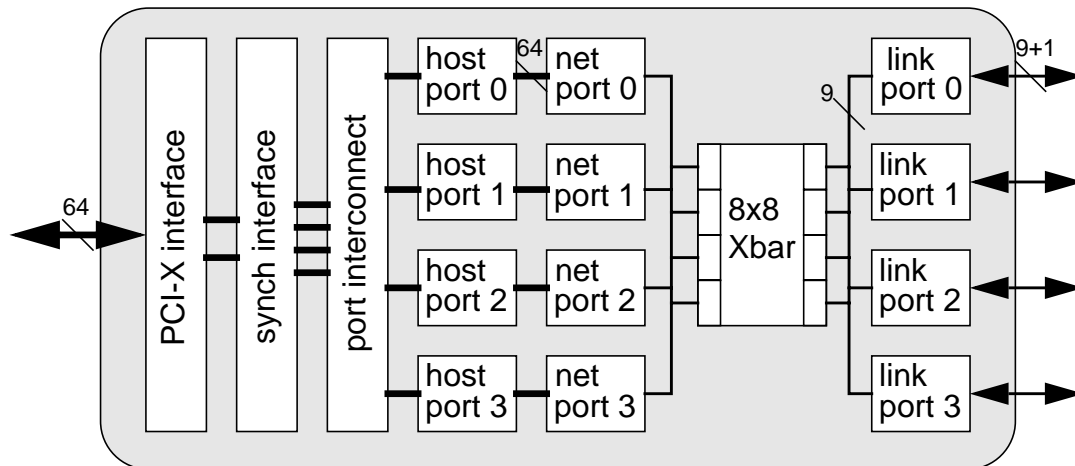 64
PCI-X interface
synch interface
port interconnect
host
port 0
64
net
port 0
host
port 1
net
port 1
host
port 2
net
port 2
host
port 3
net
port 3
8x8
Xbar
9
link
port 0
9+1
link
port 1
link
port 2
link
port 3